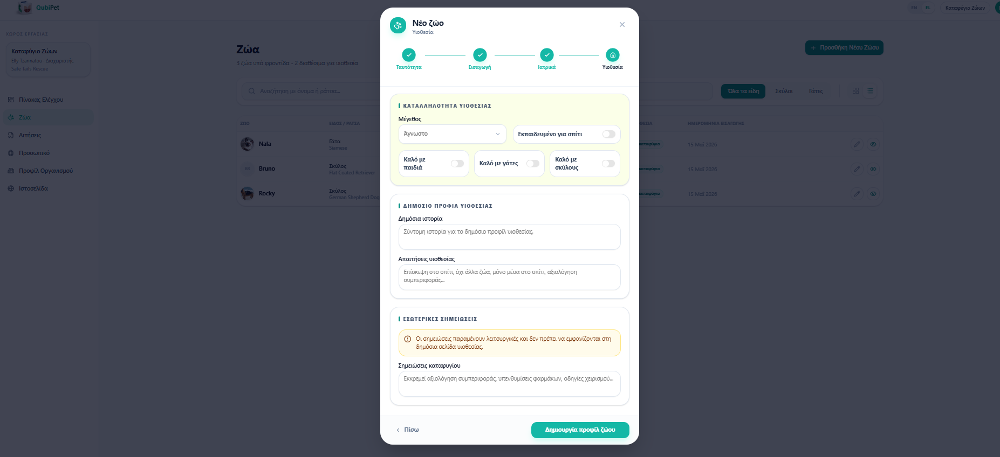 QubiPet
EN EL Καταφύγιο Ζώων
ΧΩΡΟΣ ΕΡΓΑΣΙΑΣ
Καταφύγιο Ζώων
Elly Tzannatou · Διαχειριστής
Safe Tails Rescue
Πίνακας Ελέγχου
Ζώα
Αιτήσεις
Προσωπικό
Προφίλ Οργανισμού
Ιστοσελίδα
Ζώα
3 ζώα υπό φροντίδα · 2 διαθέσιμα για υιοθεσία
Προσθήκη Νέου Ζώου
Αναζήτηση με όνομα ή ράτσα...
Όλα τα είδη Σκύλοι Γάτες
ΖΩΟ ΕΙΔΟΣ / ΡΑΤΣΑ ΘΕΣΙΑ ΗΜΕΡΟΜΗΝΙΑ ΕΙΣΑΓΩΓΗΣ
Nala Γάτα
Siamese
καταφύγιο 15 Μαΐ 2026
BR Bruno Σκύλος
Flat Coated Retriever
καταφύγιο 15 Μαΐ 2026
Rocky Σκύλος
German Shepherd Dog
καταφύγιο 15 Μαΐ 2026
Νέο ζώο
Υιοθεσία
Ταυτότητα Εισαγωγή Ιατρικά Υιοθεσία
ΚΑΤΑΛΛΗΛΟΤΗΤΑ ΥΙΟΘΕΣΙΑΣ
Μέγεθος
Άγνωστο
Εκπαιδευμένο για σπίτι
Καλό με
παιδιά
Καλό με γάτες
Καλό με
σκύλους
ΔΗΜΟΣΙΟ ΠΡΟΦΙΛ ΥΙΟΘΕΣΙΑΣ
Δημόσια ιστορία
Σύντομη ιστορία για το δημόσιο προφίλ υιοθεσίας.
Απαιτήσεις υιοθεσίας
Επίσκεψη στο σπίτι, όχι άλλα ζώα, μόνο μέσα στο σπίτι, αξιολόγηση
συμπεριφοράς...
ΕΣΩΤΕΡΙΚΕΣ ΣΗΜΕΙΩΣΕΙΣ
Οι σημειώσεις παραμένουν λειτουργικές και δεν πρέπει να εμφανίζονται στη
δημόσια σελίδα υιοθεσίας.
Σημειώσεις καταφυγίου
Εκκρεμεί αξιολόγηση συμπεριφοράς, υπενθυμίσεις φαρμάκων, οδηγίες χειρισμού...
Πίσω
Δημιουργία προφίλ ζώου